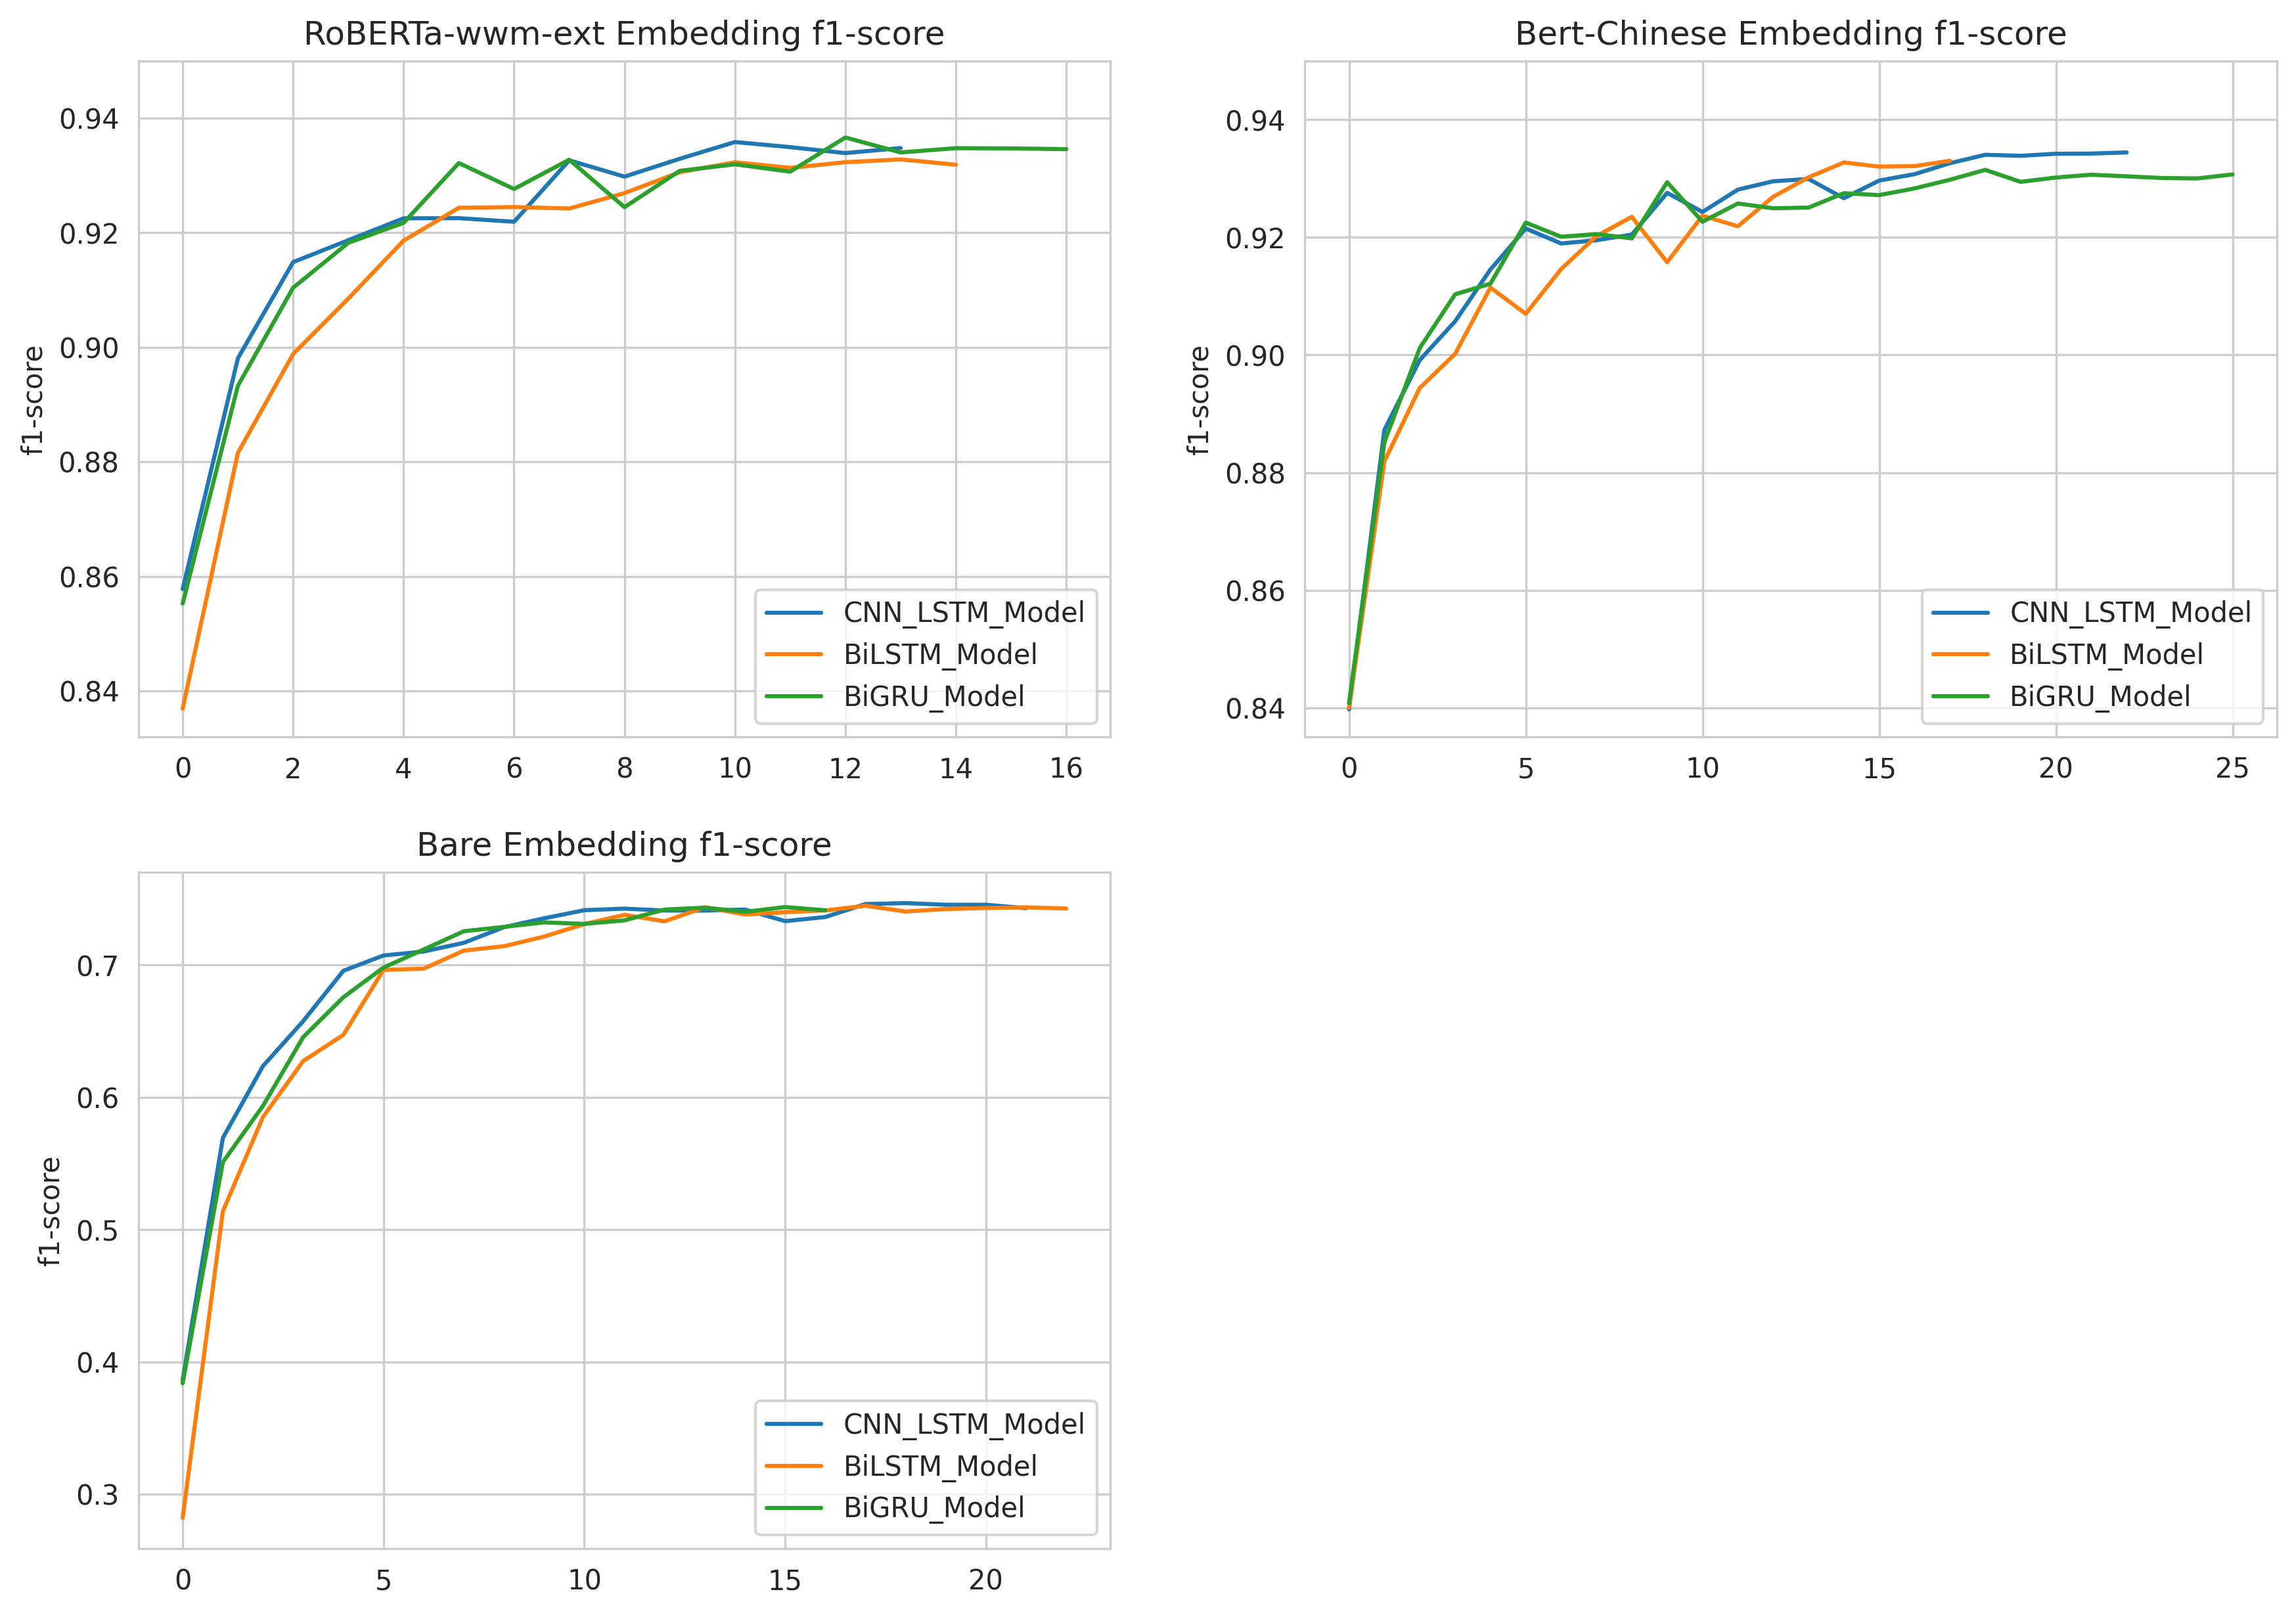 RoBERTa-wwm-ext Embedding f1-score
f1-score
0.94
0.92
0.90
0.88
0.86
0.84
0 2 4 6 8 10 12 14 16
CNN_LSTM_Model
BiLSTM_Model
BiGRU_Model
Bert-Chinese Embedding f1-score
f1-score
0.94
0.92
0.90
0.88
0.86
0.84
0 5 10 15 20 25
CNN_LSTM_Model
BiLSTM_Model
BiGRU_Model
Bare Embedding f1-score
f1-score
0.7
0.6
0.5
0.4
0.3
0 5 10 15 20
CNN_LSTM_Model
BiLSTM_Model
BiGRU_Model